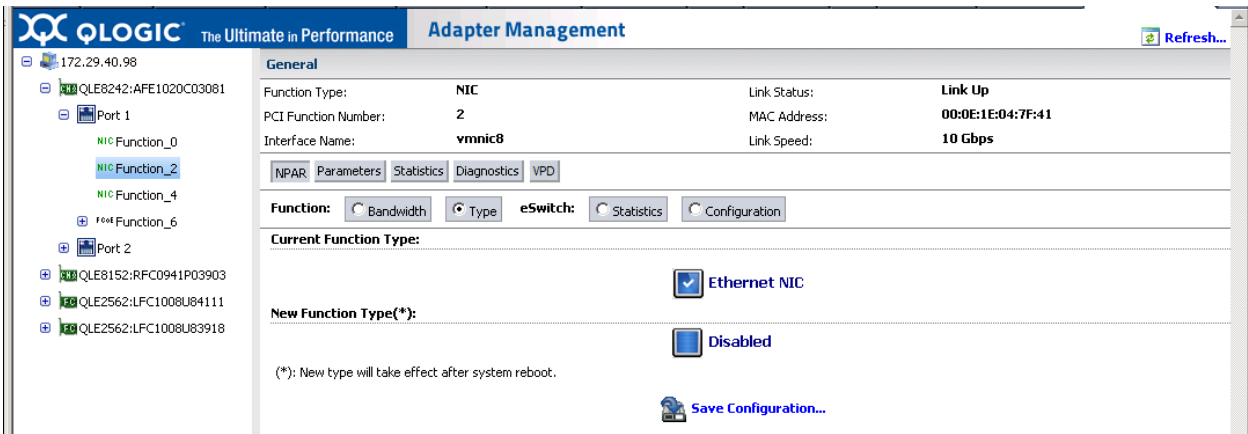 QLOGIC The Ultimate in Performance Adapter Management
Refresh...
172.29.40.98
QLE8242:AFE1020C03081
Port 1
NIC Function_0
NIC Function_2
NIC Function_4
FCoE Function_6
Port 2
CNA QLE8152:RFC0941P03903
FC QLE2562:LFC1008U84111
FC QLE2562:LFC1008U83918
General
Function Type: NIC Link Status: Link Up
PCI Function Number: 2 MAC Address: 00:0E:1E:04:7F:41
Interface Name: vmnic8 Link Speed: 10 Gbps
NPAR Parameters Statistics Diagnostics VPD
Function: Bandwidth Type eSwitch: Statistics Configuration
Current Function Type:
Ethernet NIC
New Function Type(*):
Disabled
(*): New type will take effect after system reboot.
Save Configuration...